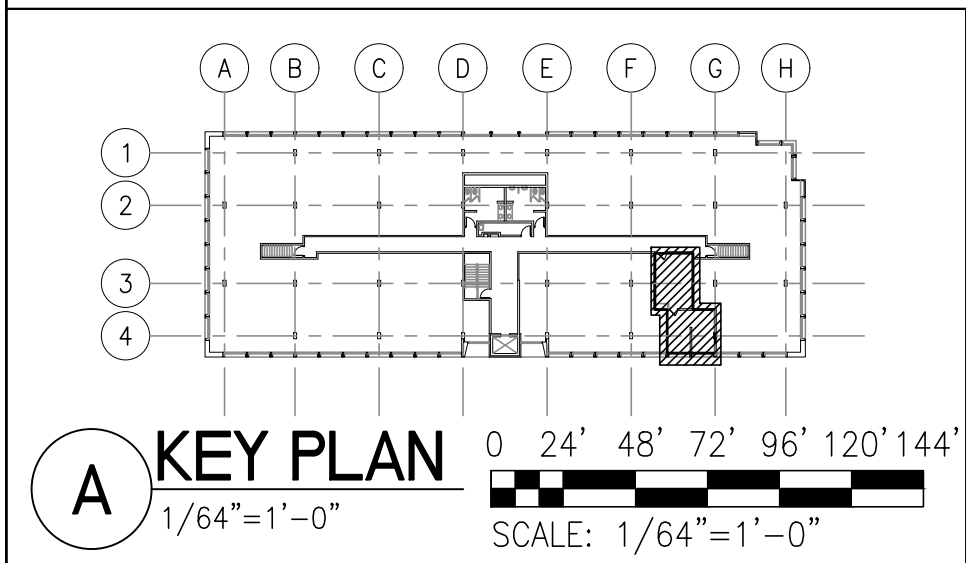 A B C D E F G H
1
2
3
4
A
KEY PLAN
1/64"=1'-0"
0 24' 48' 72' 96' 120' 144'
SCALE: 1/64"=1'-0"